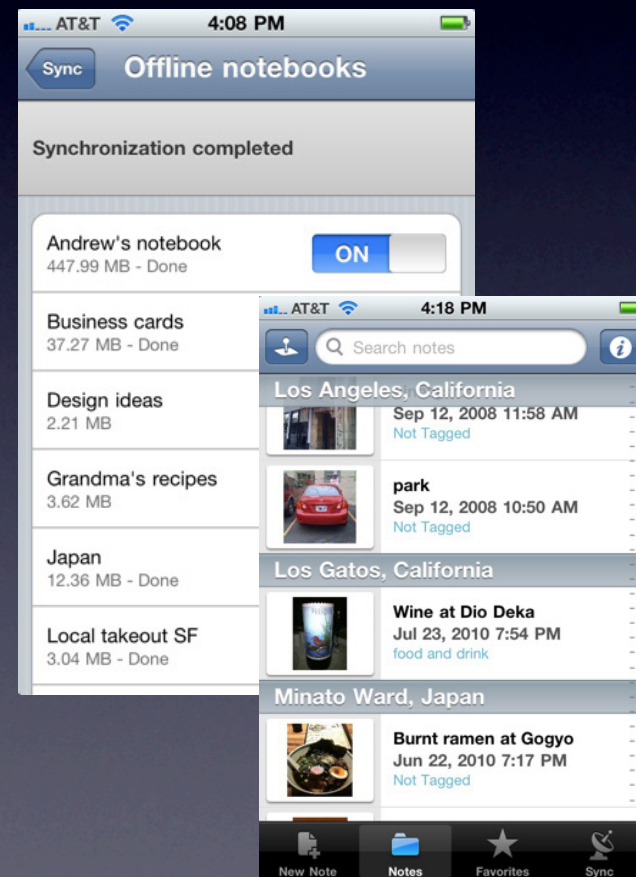 AT&T 4:08 PM
Sync Offline notebooks
Synchronization completed
Andrew's notebook
447.99 MB - Done
ON
Business cards
37.27 MB - Done
Design ideas
2.21 MB
Grandma's recipes
3.62 MB
Japan
12.36 MB - Done
Local takeout SF
3.04 MB - Done
AT&T 4:18 PM
Search notes
Los Angeles, California
Sep 12, 2008 11:58 AM
Not Tagged
park
Sep 12, 2008 10:50 AM
Not Tagged
Los Gatos, California
Wine at Dio Deka
Jul 23, 2010 7:54 PM
food and drink
Minato Ward, Japan
Burnt ramen at Gogyo
Jun 22, 2010 7:17 PM
Not Tagged
New Note Notes Favorites Sync